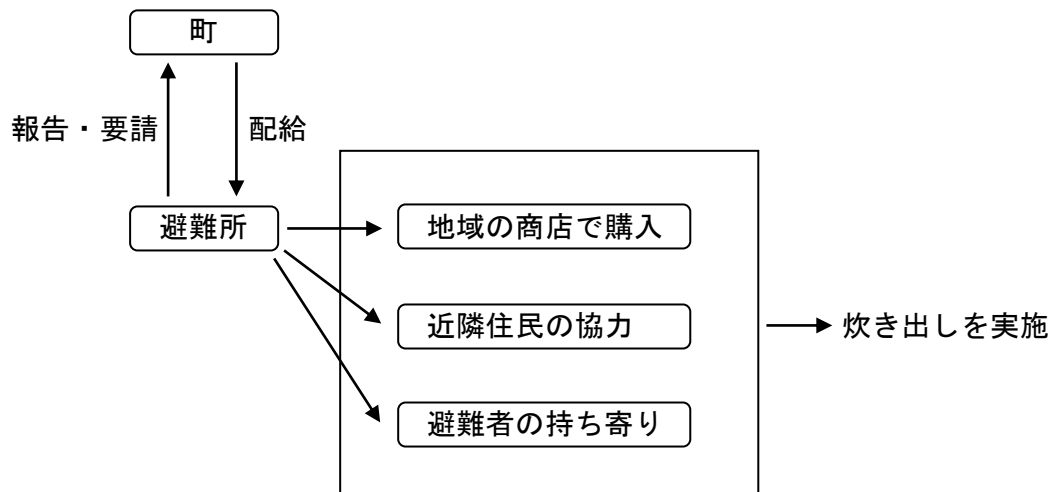 町
報告・要請
配給
避難所
地域の商店で購入
近隣住民の協力
炊き出しを実施
避難者の持ち寄り